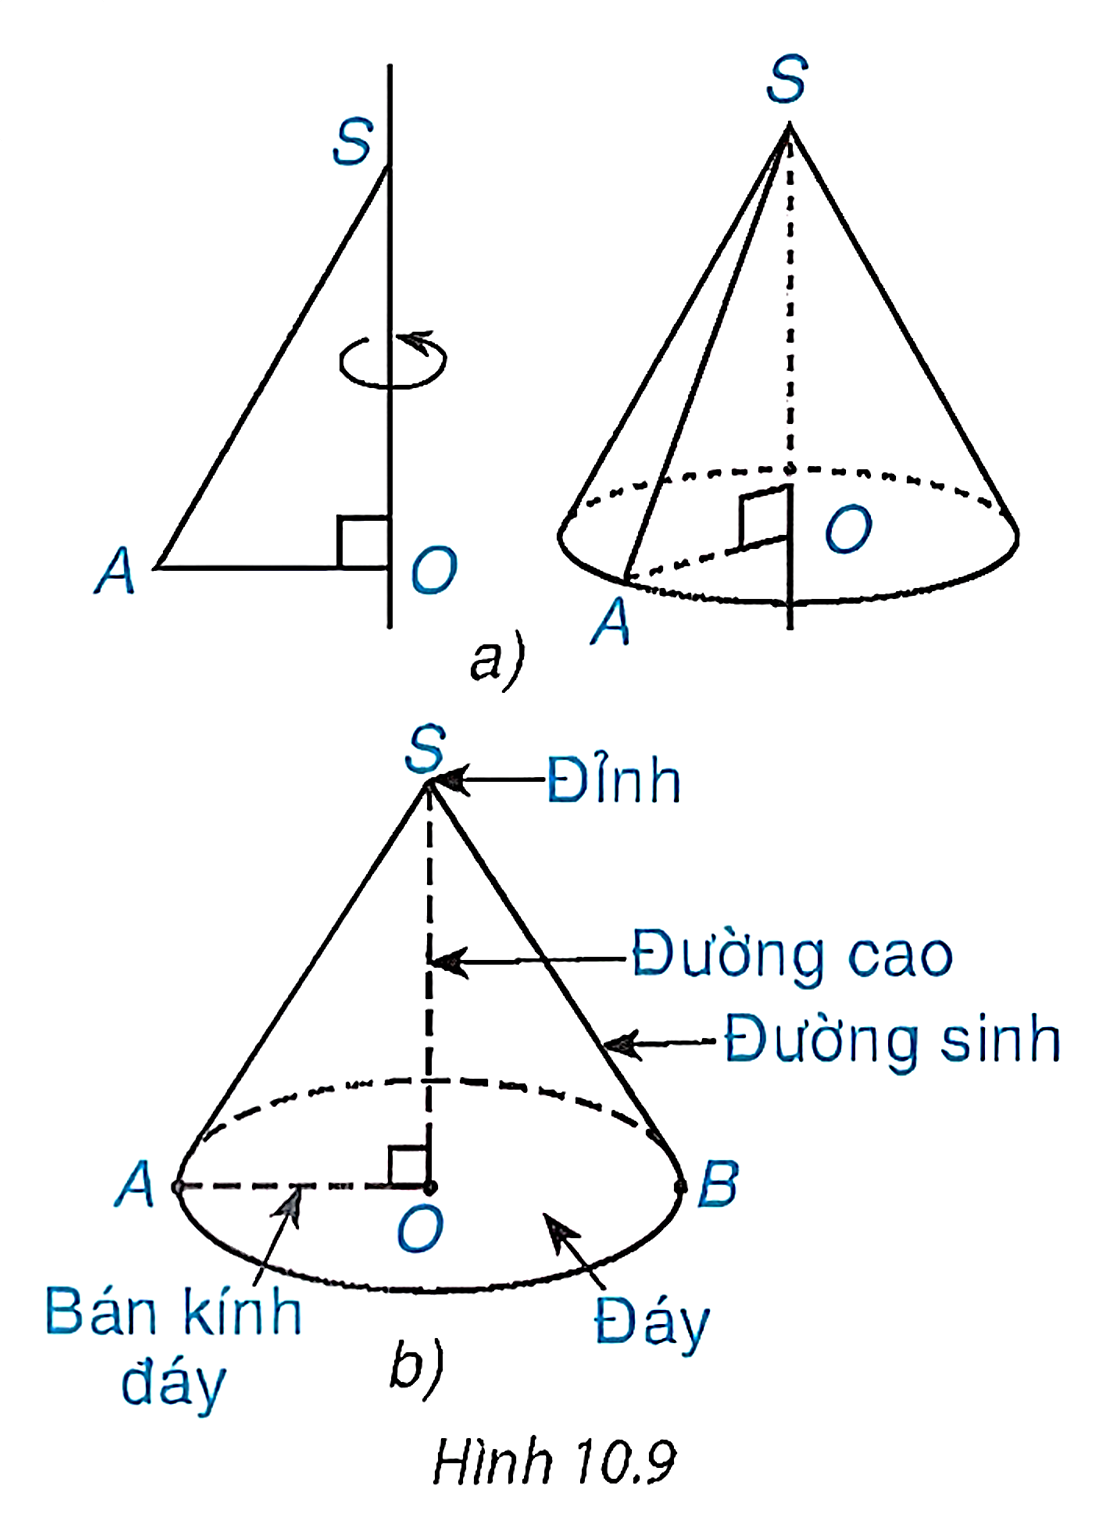 S
S
A
O
O
A
a)
S
Đỉnh
Đường cao
Đường sinh
A
B
O
Bán kính
đáy
Đáy
b)
Hình 10.9